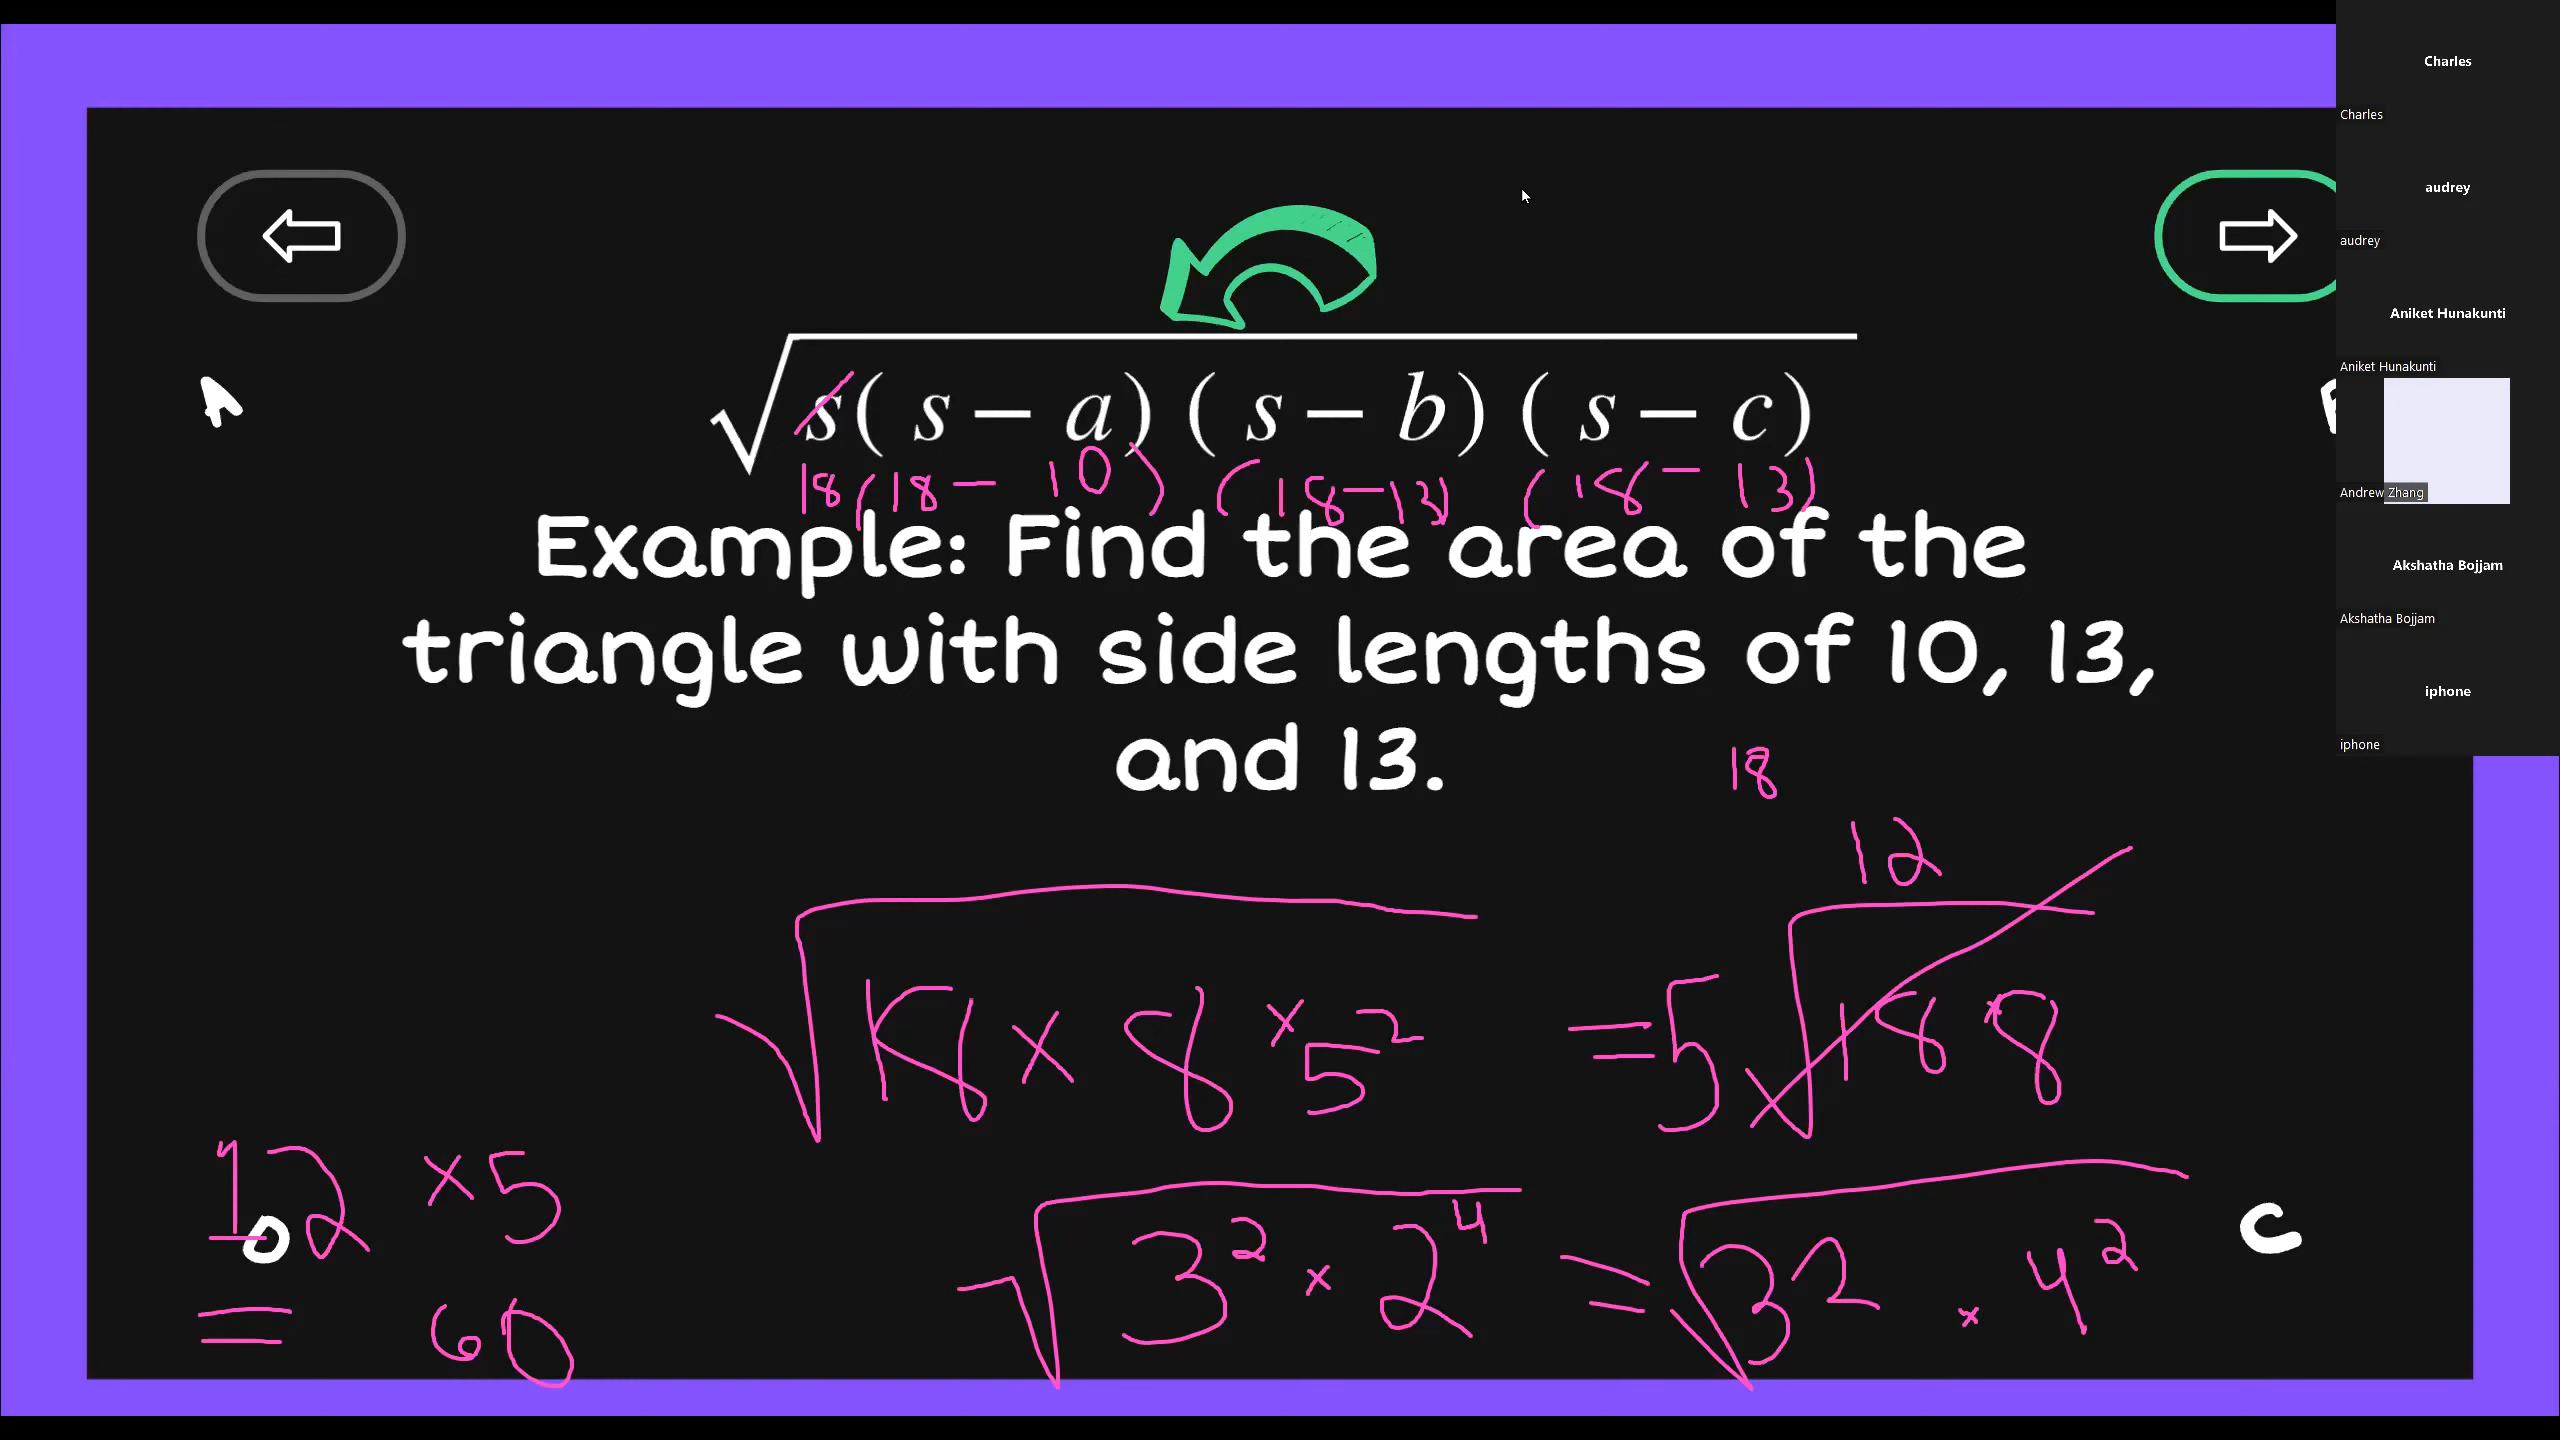 Charles
Charles
audrey
audrey
Aniket Hunakunti
Aniket Hunakunti
Andrew Zhang
Akshatha Bojjam
Akshatha Bojjam
iphone
iphone
A
√s( s − a) ( s − b) ( s − c)
18(18 − 10) (18−13) (18 − 13)
Example: Find the area of the
triangle with side lengths of 10, 13,
and 13.
18
12
√18 × 8 × 5² = 5√18 × 8
12 × 5
D
√3² × 2⁴ = √3² × 4²
C
= 60